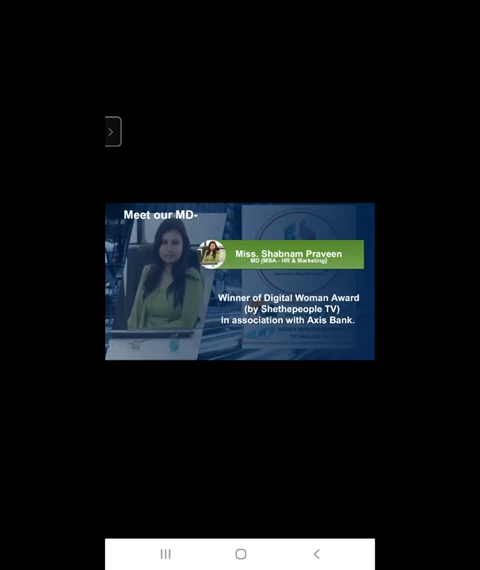 Meet our MD-
Miss. Shabnam Praveen
MD (MBA - HR & Marketing)
Winner of Digital Woman Award
(by Shethepeople TV)
in association with Axis Bank.